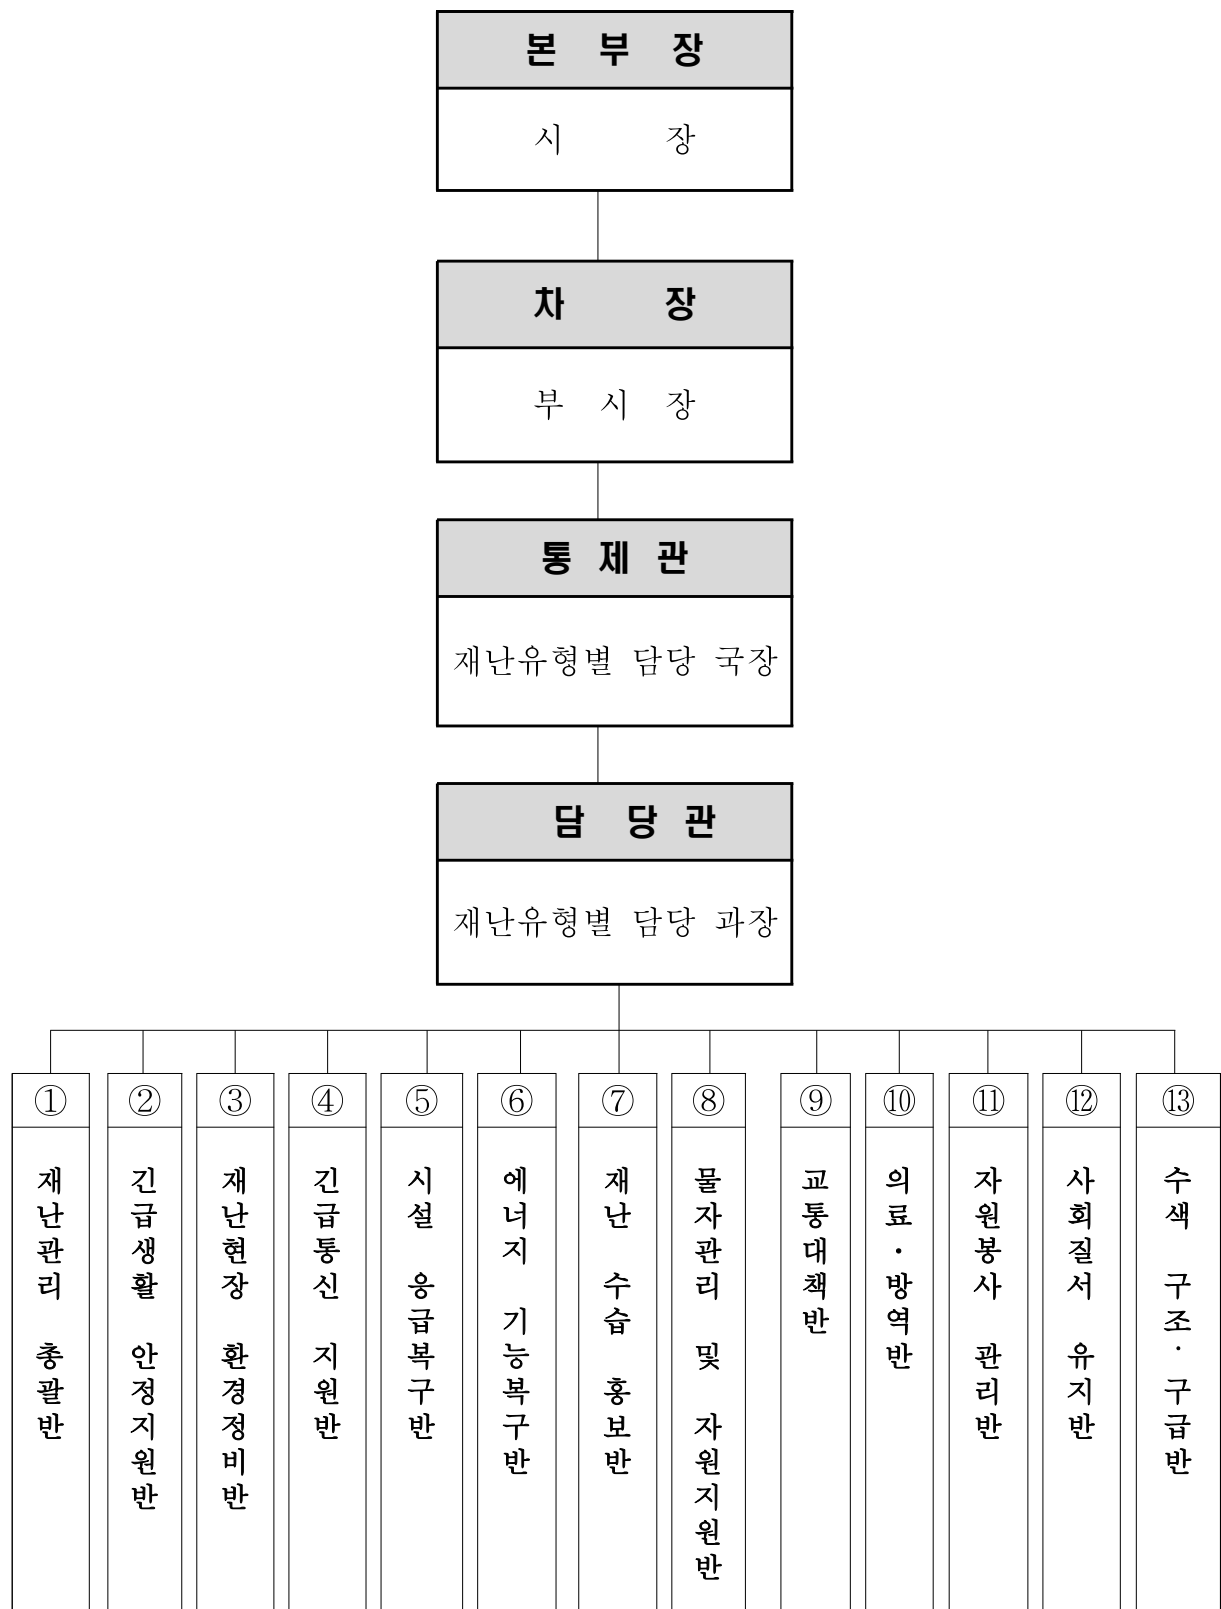 본 부 장
시 장
차 장
부 시 장
통 제 관
재난유형별 담당 국장
담 당 관
재난유형별 담당 과장
①
재난관리 총괄반
②
긴급생활 안정지원반
③
재난현장 환경정비반
④
긴급통신 지원반
⑤
시설 응급복구반
⑥
에너지 기능복구반
⑦
재난 수습 홍보반
⑧
물자관리 및 자원지원반
⑨
교통대책반
⑩
의료·방역반
⑪
자원봉사 관리반
⑫
사회질서 유지반
⑬
수색 구조·구급반